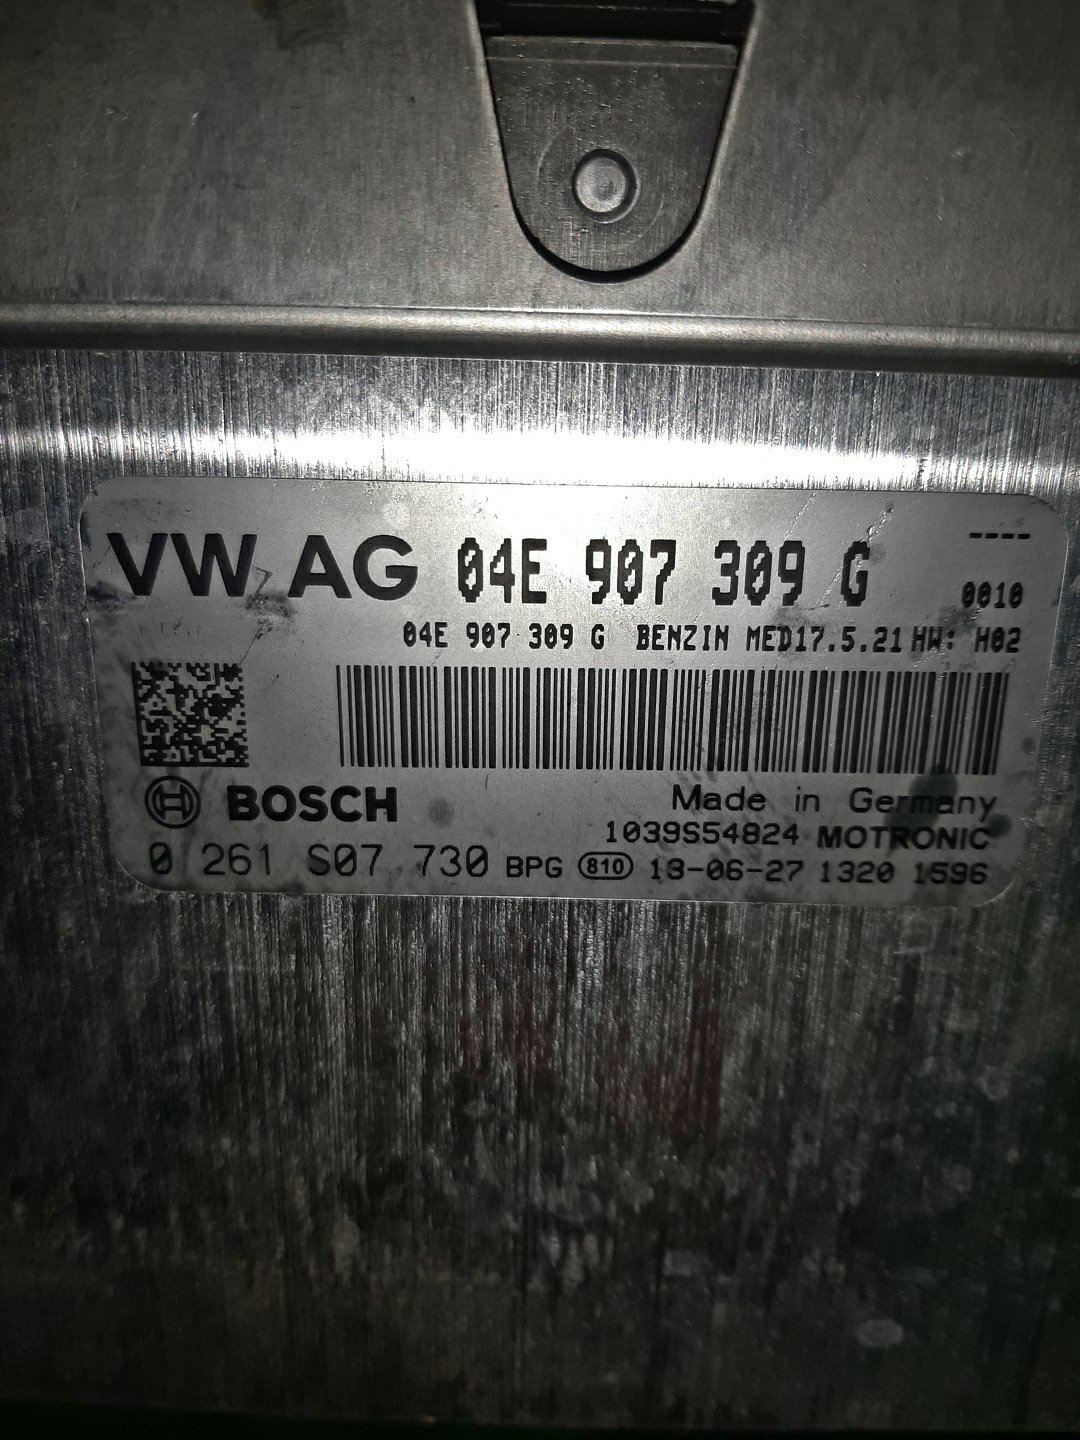 VW AG 04E 907 309 G ----
0010
04E 907 309 G BENZIN MED17.5.21 HW: H02
BOSCH
Made in Germany
1039S54824 MOTRONIC
0 261 S07 730 BPG 810 13-06-27 1320 1596